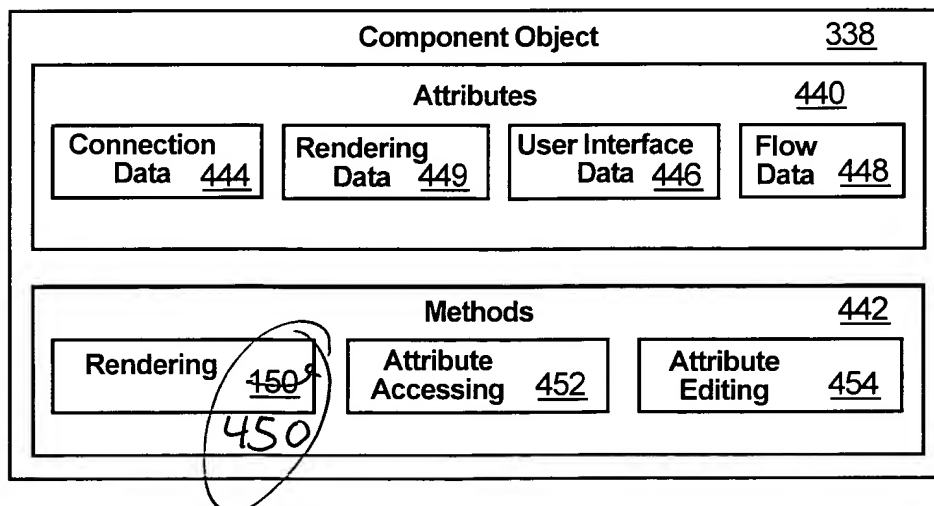 Component Object 338
Attributes 440
Connection Data 444
Rendering Data 449
User Interface Data 446
Flow Data 448
Methods 442
Rendering 150
450
Attribute Accessing 452
Attribute Editing 454